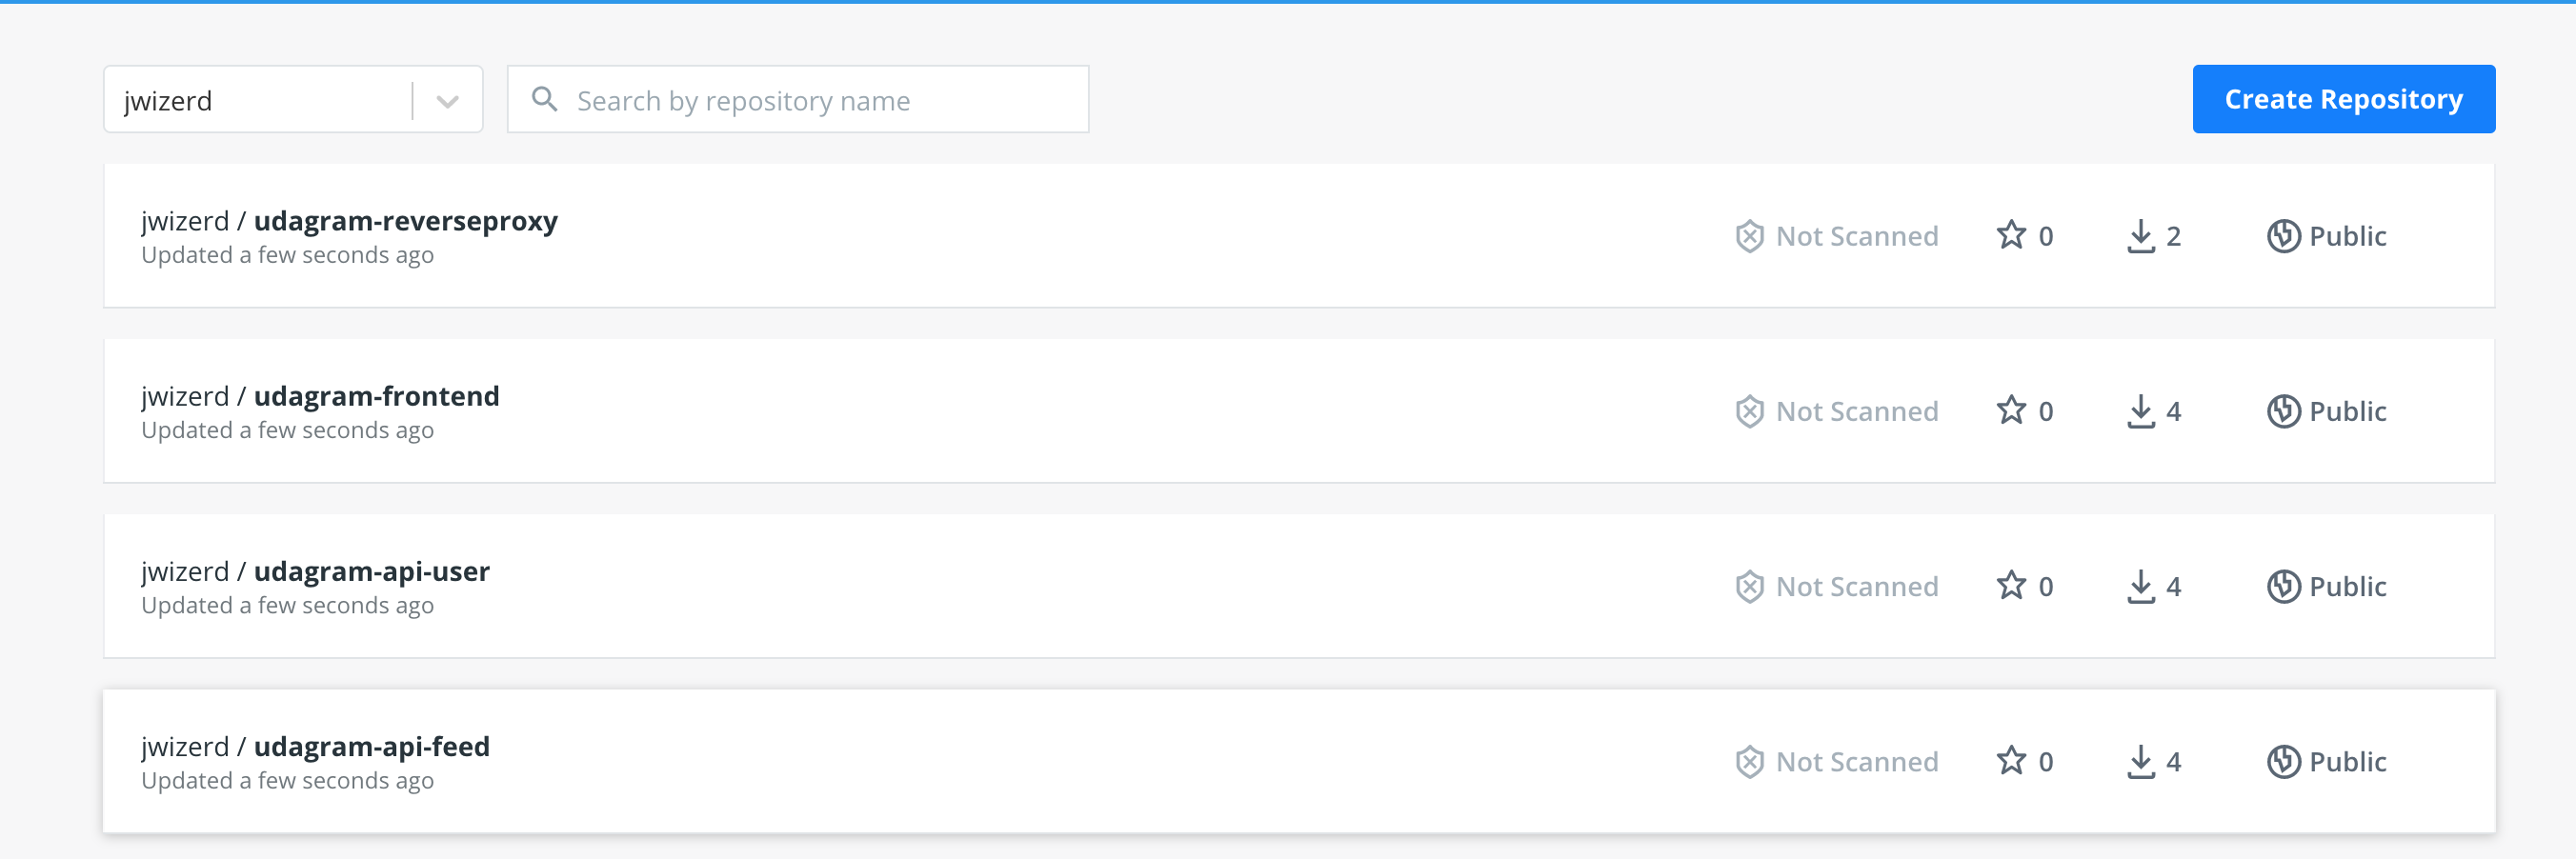 jwizerd
Search by repository name
Create Repository
jwizerd / udagram-reverseproxy
Updated a few seconds ago
Not Scanned
0
2
Public
jwizerd / udagram-frontend
Updated a few seconds ago
Not Scanned
0
4
Public
jwizerd / udagram-api-user
Updated a few seconds ago
Not Scanned
0
4
Public
jwizerd / udagram-api-feed
Updated a few seconds ago
Not Scanned
0
4
Public